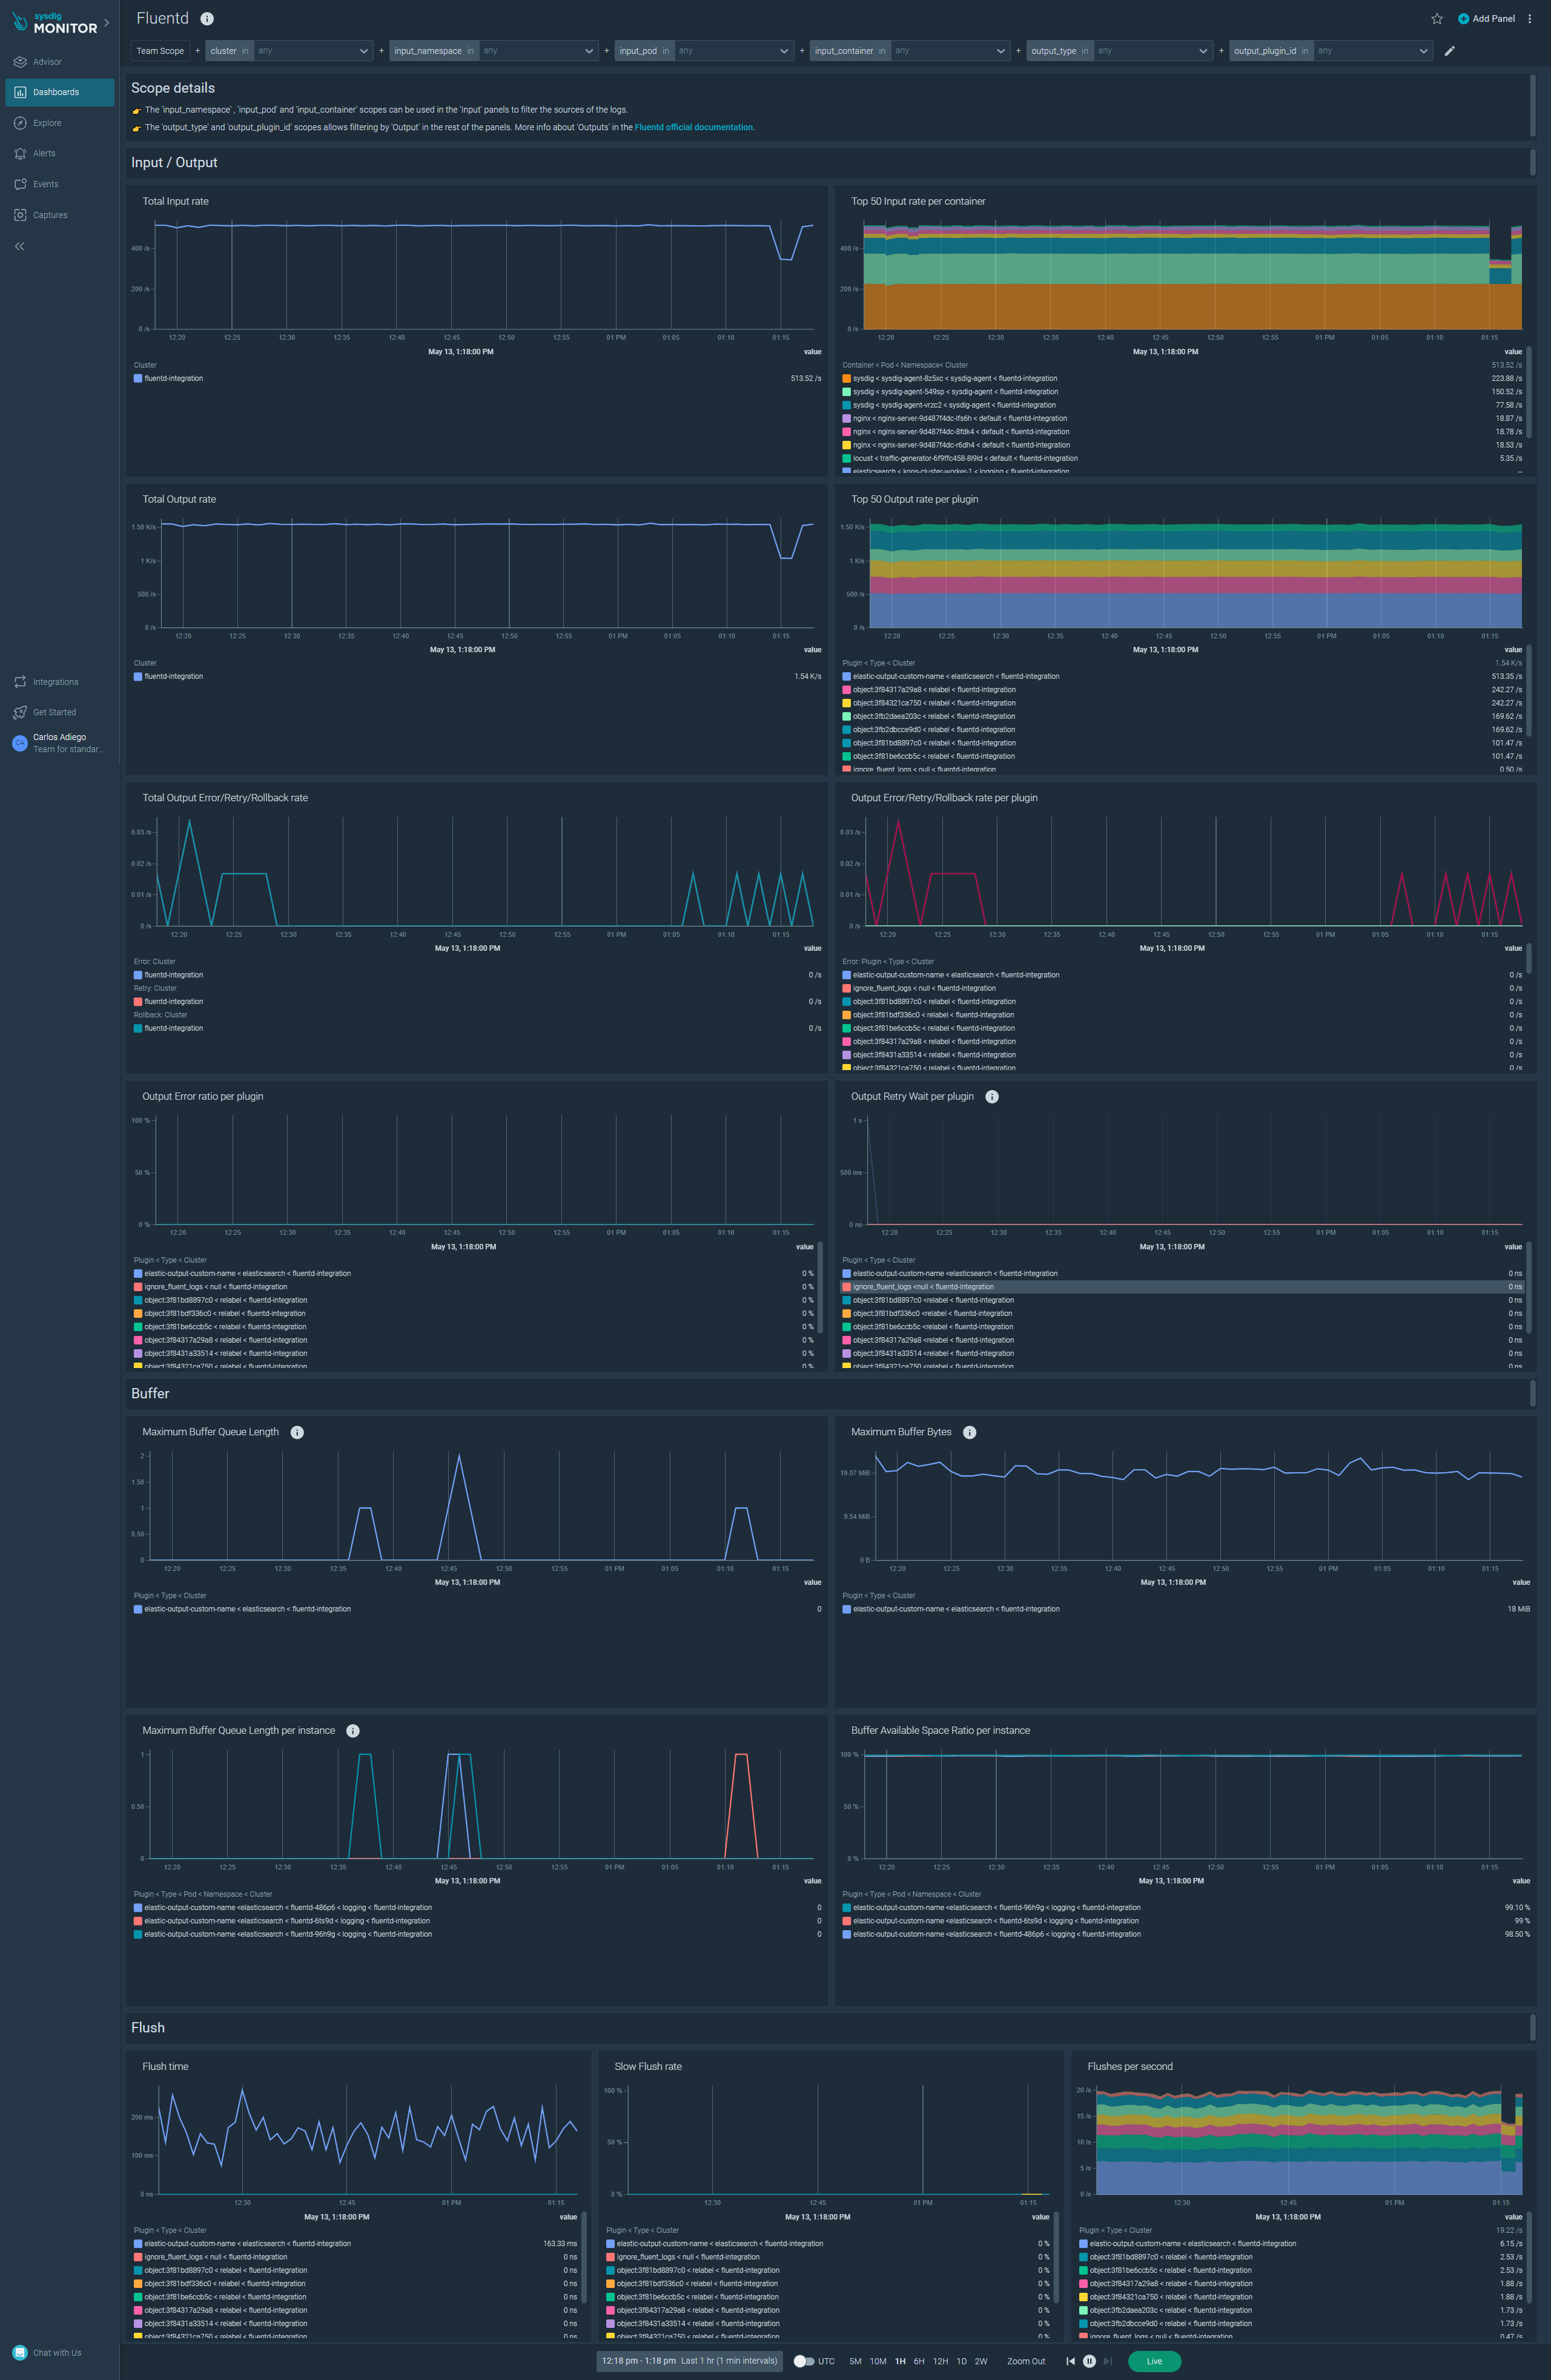 sysdig
MONITOR
Advisor
Dashboards
Explore
Alerts
Events
Captures
Integrations
Get Started
CA
Carlos Adiego
Team for standar...
Chat with Us
Fluentd
Add Panel
Team Scope + cluster in any + input_namespace in any + input_pod in any + input_container in any + output_type in any + output_plugin_id in any
Scope details
The 'input_namespace' , 'input_pod' and 'input_container' scopes can be used in the 'Input' panels to filter the sources of the logs.
The 'output_type' and 'output_plugin_id' scopes allows filtering by 'Output' in the rest of the panels. More info about 'Outputs' in the Fluentd official documentation.
Input / Output
Total Input rate
400 /s
200 /s
0 /s
12:20 12:25 12:30 12:35 12:40 12:45 12:50 12:55 01 PM 01:05 01:10 01:15
May 13, 1:18:00 PM value
Cluster
fluentd-integration 513.52 /s
Top 50 Input rate per container
400 /s
200 /s
0 /s
12:20 12:25 12:30 12:35 12:40 12:45 12:50 12:55 01 PM 01:05 01:10 01:15
May 13, 1:18:00 PM value
Container < Pod < Namespace< Cluster 513.52 /s
sysdig < sysdig-agent-8z5xc < sysdig-agent < fluentd-integration 223.88 /s
sysdig < sysdig-agent-549sp < sysdig-agent < fluentd-integration 150.52 /s
sysdig < sysdig-agent-vrzc2 < sysdig-agent < fluentd-integration 77.58 /s
nginx < nginx-server-9d487f4dc-lfs6h < default < fluentd-integration 18.87 /s
nginx < nginx-server-9d487f4dc-8fdk4 < default < fluentd-integration 18.78 /s
nginx < nginx-server-9d487f4dc-r6dh4 < default < fluentd-integration 18.53 /s
locust < traffic-generator-6f9ffc458-8l9ld < default < fluentd-integration 5.35 /s
elasticsearch < kops-cluster-worker-1 < logging < fluentd-integration --
Total Output rate
1.50 K/s
1 K/s
500 /s
0 /s
12:20 12:25 12:30 12:35 12:40 12:45 12:50 12:55 01 PM 01:05 01:10 01:15
May 13, 1:18:00 PM value
Cluster
fluentd-integration 1.54 K/s
Top 50 Output rate per plugin
1.50 K/s
1 K/s
500 /s
0 /s
12:20 12:25 12:30 12:35 12:40 12:45 12:50 12:55 01 PM 01:05 01:10 01:15
May 13, 1:18:00 PM value
Plugin < Type < Cluster 1.54 K/s
elastic-output-custom-name < elasticsearch < fluentd-integration 513.35 /s
object:3f84317a29a8 < relabel < fluentd-integration 242.27 /s
object:3f84321ca750 < relabel < fluentd-integration 242.27 /s
object:3fb2daea203c < relabel < fluentd-integration 169.62 /s
object:3fb2dbcce9d0 < relabel < fluentd-integration 169.62 /s
object:3f81bd8897c0 < relabel < fluentd-integration 101.47 /s
object:3f81be6ccb5c < relabel < fluentd-integration 101.47 /s
ignore_fluent_logs < null < fluentd-integration 0.50 /s
Total Output Error/Retry/Rollback rate
0.03 /s
0.02 /s
0.01 /s
0 /s
12:20 12:25 12:30 12:35 12:40 12:45 12:50 12:55 01 PM 01:05 01:10 01:15
May 13, 1:18:00 PM value
Error: Cluster
fluentd-integration 0 /s
Retry: Cluster
fluentd-integration 0 /s
Rollback: Cluster
fluentd-integration 0 /s
Output Error/Retry/Rollback rate per plugin
0.03 /s
0.02 /s
0.01 /s
0 /s
12:20 12:25 12:30 12:35 12:40 12:45 12:50 12:55 01 PM 01:05 01:10 01:15
May 13, 1:18:00 PM value
Error: Plugin < Type < Cluster
elastic-output-custom-name < elasticsearch < fluentd-integration 0 /s
ignore_fluent_logs < null < fluentd-integration 0 /s
object:3f81bd8897c0 < relabel < fluentd-integration 0 /s
object:3f81bdf336c0 < relabel < fluentd-integration 0 /s
object:3f81be6ccb5c < relabel < fluentd-integration 0 /s
object:3f84317a29a8 < relabel < fluentd-integration 0 /s
object:3f8431a33514 < relabel < fluentd-integration 0 /s
object:3f84321ca750 < relabel < fluentd-integration 0 /s
Output Error ratio per plugin
100 %
50 %
0 %
12:20 12:25 12:30 12:35 12:40 12:45 12:50 12:55 01 PM 01:05 01:10 01:15
May 13, 1:18:00 PM value
Plugin < Type < Cluster
elastic-output-custom-name < elasticsearch < fluentd-integration 0 %
ignore_fluent_logs < null < fluentd-integration 0 %
object:3f81bd8897c0 < relabel < fluentd-integration 0 %
object:3f81bdf336c0 < relabel < fluentd-integration 0 %
object:3f81be6ccb5c < relabel < fluentd-integration 0 %
object:3f84317a29a8 < relabel < fluentd-integration 0 %
object:3f8431a33514 < relabel < fluentd-integration 0 %
object:3f84321ca750 < relabel < fluentd-integration 0 %
Output Retry Wait per plugin
1 s
500 ms
0 ns
12:20 12:25 12:30 12:35 12:40 12:45 12:50 12:55 01 PM 01:05 01:10 01:15
May 13, 1:18:00 PM value
Plugin < Type < Cluster
elastic-output-custom-name <elasticsearch < fluentd-integration 0 ns
ignore_fluent_logs <null < fluentd-integration 0 ns
object:3f81bd8897c0 <relabel < fluentd-integration 0 ns
object:3f81bdf336c0 <relabel < fluentd-integration 0 ns
object:3f81be6ccb5c <relabel < fluentd-integration 0 ns
object:3f84317a29a8 <relabel < fluentd-integration 0 ns
object:3f8431a33514 <relabel < fluentd-integration 0 ns
object:3f84321ca750 <relabel < fluentd-integration 0 ns
Buffer
Maximum Buffer Queue Length
2
1.50
1
0.50
0
12:20 12:25 12:30 12:35 12:40 12:45 12:50 12:55 01 PM 01:05 01:10 01:15
May 13, 1:18:00 PM value
Plugin < Type < Cluster
elastic-output-custom-name < elasticsearch < fluentd-integration 0
Maximum Buffer Bytes
19.07 MiB
9.54 MiB
0 B
12:20 12:25 12:30 12:35 12:40 12:45 12:50 12:55 01 PM 01:05 01:10 01:15
May 13, 1:18:00 PM value
Plugin < Type < Cluster
elastic-output-custom-name < elasticsearch < fluentd-integration 18 MiB
Maximum Buffer Queue Length per instance
1
0.50
0
12:20 12:25 12:30 12:35 12:40 12:45 12:50 12:55 01 PM 01:05 01:10 01:15
May 13, 1:18:00 PM value
Plugin < Type < Pod < Namespace < Cluster
elastic-output-custom-name <elasticsearch < fluentd-486p6 < logging < fluentd-integration 0
elastic-output-custom-name <elasticsearch < fluentd-6ts9d < logging < fluentd-integration 0
elastic-output-custom-name <elasticsearch < fluentd-96h9g < logging < fluentd-integration 0
Buffer Available Space Ratio per instance
100 %
50 %
0 %
12:20 12:25 12:30 12:35 12:40 12:45 12:50 12:55 01 PM 01:05 01:10 01:15
May 13, 1:18:00 PM value
Plugin < Type < Pod < Namespace < Cluster
elastic-output-custom-name <elasticsearch < fluentd-96h9g < logging < fluentd-integration 99.10 %
elastic-output-custom-name <elasticsearch < fluentd-6ts9d < logging < fluentd-integration 99 %
elastic-output-custom-name <elasticsearch < fluentd-486p6 < logging < fluentd-integration 98.50 %
Flush
Flush time
200 ms
100 ms
0 ns
12:30 12:45 01 PM 01:15
May 13, 1:18:00 PM value
Plugin < Type < Cluster
elastic-output-custom-name < elasticsearch < fluentd-integration 163.33 ms
ignore_fluent_logs < null < fluentd-integration 0 ns
object:3f81bd8897c0 < relabel < fluentd-integration 0 ns
object:3f81bdf336c0 < relabel < fluentd-integration 0 ns
object:3f81be6ccb5c < relabel < fluentd-integration 0 ns
object:3f84317a29a8 < relabel < fluentd-integration 0 ns
object:3f8431a33514 < relabel < fluentd-integration 0 ns
object:3f84321ca750 < relabel < fluentd-integration 0 ns
Slow Flush rate
100 %
50 %
0 %
12:30 12:45 01 PM 01:15
May 13, 1:18:00 PM value
Plugin < Type < Cluster
elastic-output-custom-name < elasticsearch < fluentd-integration 0 %
ignore_fluent_logs < null < fluentd-integration 0 %
object:3f81bd8897c0 < relabel < fluentd-integration 0 %
object:3f81bdf336c0 < relabel < fluentd-integration 0 %
object:3f81be6ccb5c < relabel < fluentd-integration 0 %
object:3f84317a29a8 < relabel < fluentd-integration 0 %
object:3f8431a33514 < relabel < fluentd-integration 0 %
object:3f84321ca750 < relabel < fluentd-integration 0 %
Flushes per second
20 /s
15 /s
10 /s
5 /s
0 /s
12:30 12:45 01 PM 01:15
May 13, 1:18:00 PM value
Plugin < Type < Cluster 19.22 /s
elastic-output-custom-name < elasticsearch < fluentd-integration 6.15 /s
object:3f81bd8897c0 < relabel < fluentd-integration 2.53 /s
object:3f81be6ccb5c < relabel < fluentd-integration 2.53 /s
object:3f84317a29a8 < relabel < fluentd-integration 1.88 /s
object:3f84321ca750 < relabel < fluentd-integration 1.88 /s
object:3fb2daea203c < relabel < fluentd-integration 1.73 /s
object:3fb2dbcce9d0 < relabel < fluentd-integration 1.73 /s
ignore_fluent_logs < null < fluentd-integration 0.47 /s
12:18 pm - 1:18 pm Last 1 hr (1 min intervals) UTC 5M 10M 1H 6H 12H 1D 2W Zoom Out Live